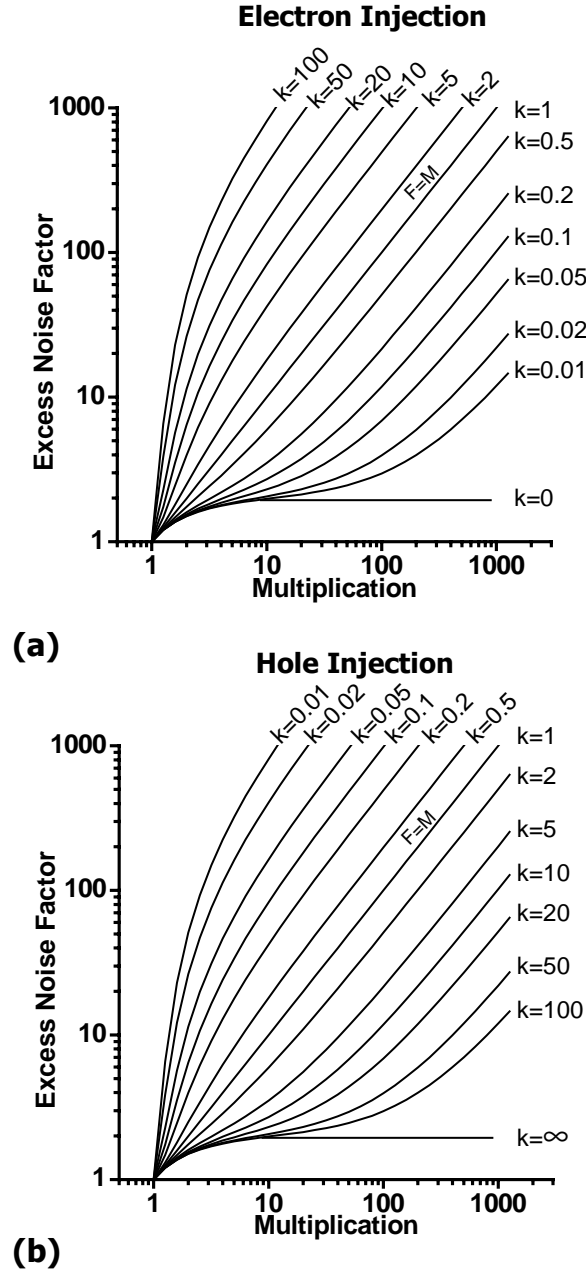 Electron Injection
k=100
k=50
k=20
k=10
k=5
k=2
k=1
k=0.5
k=0.2
k=0.1
k=0.05
k=0.02
k=0.01
k=0
F=M
1000
100
10
1
Excess Noise Factor
1 10 100 1000
Multiplication
(a)
Hole Injection
k=0.01
k=0.02
k=0.05
k=0.1
k=0.2
k=0.5
k=1
k=2
k=5
k=10
k=20
k=50
k=100
k=∞
F=M
1000
100
10
1
Excess Noise Factor
1 10 100 1000
Multiplication
(b)